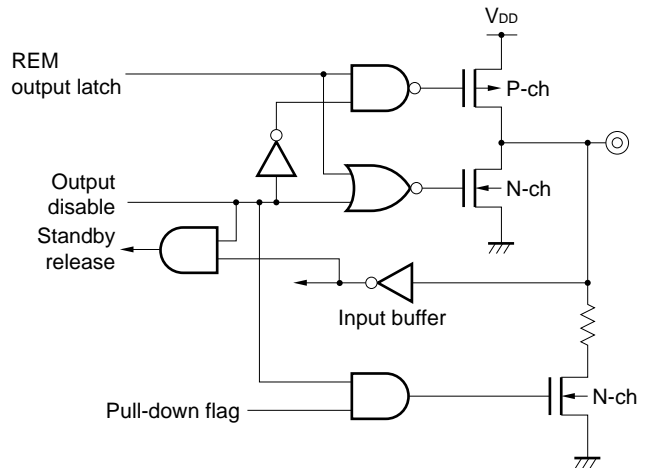 VDD
REM
output latch
P-ch
Output
disable
N-ch
Standby
release
Input buffer
N-ch
Pull-down flag